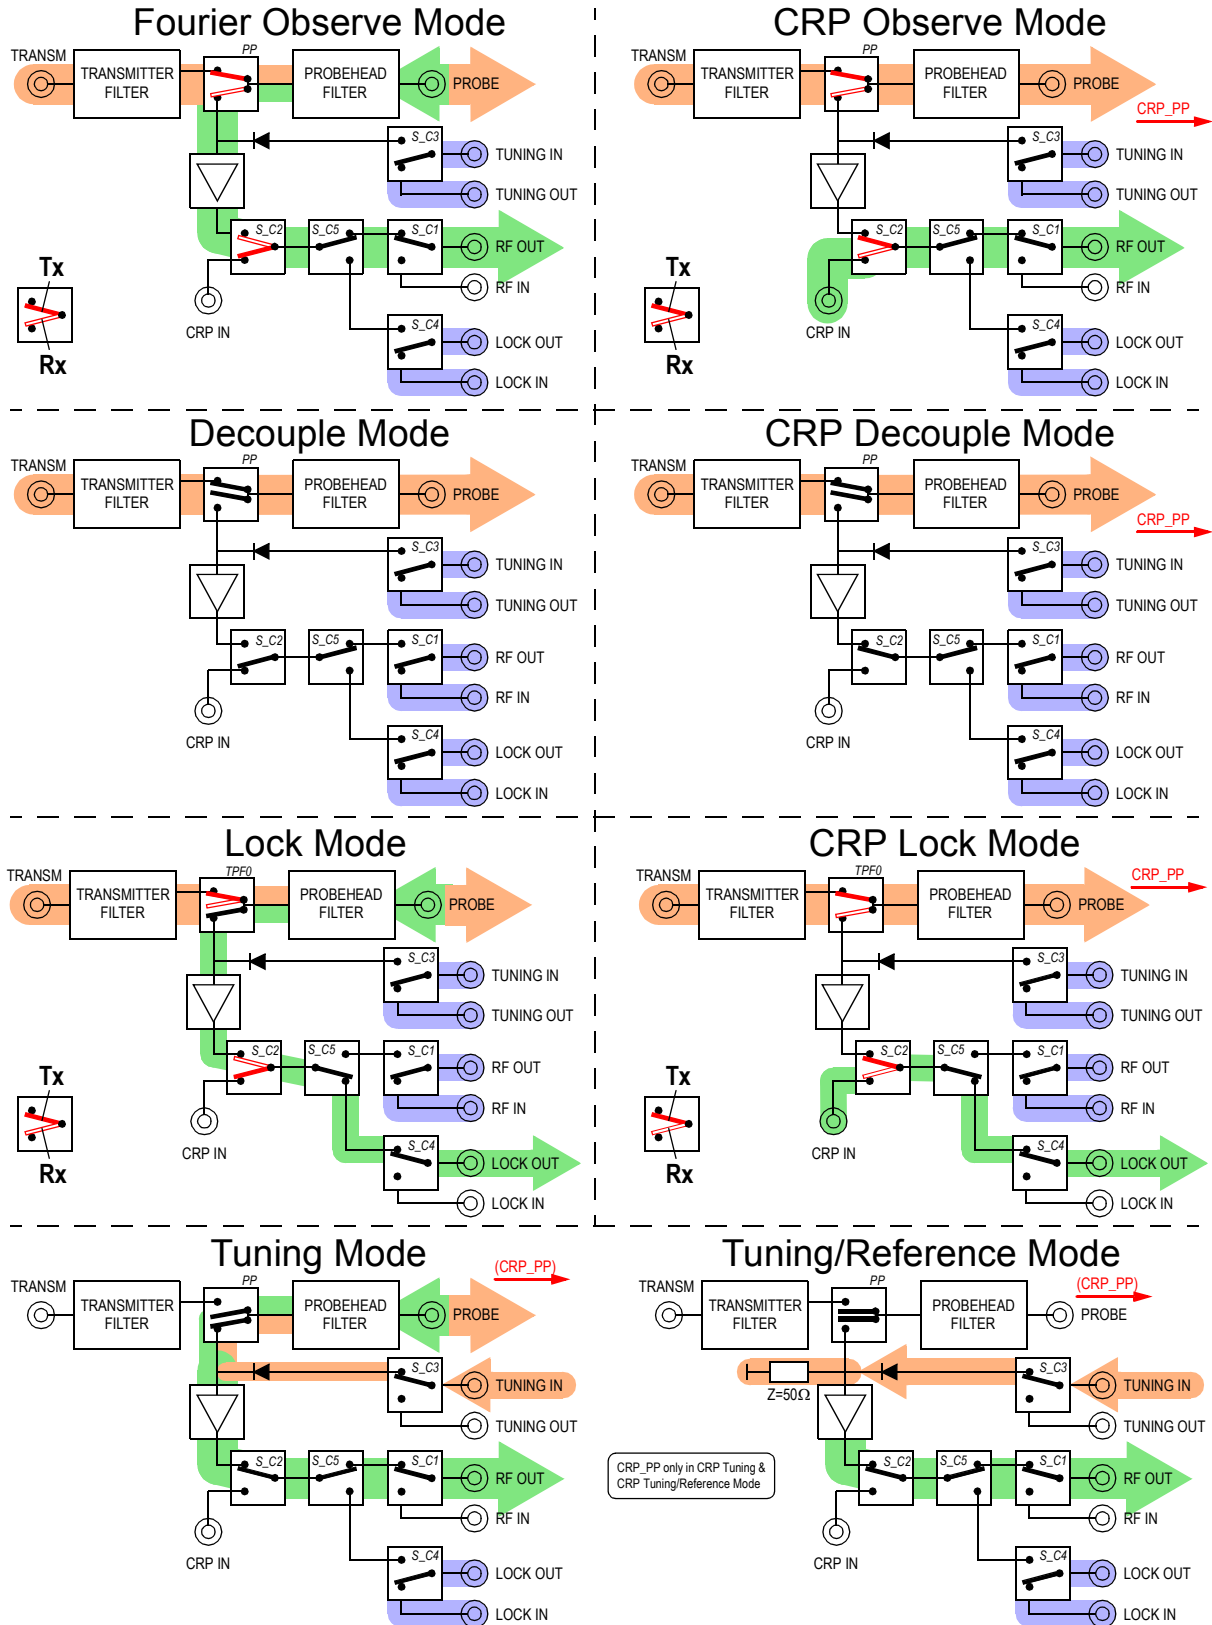 Fourier Observe Mode
TRANSM
PP
TRANSMITTER
FILTER
PROBEHEAD
FILTER
PROBE
S_C3
TUNING IN
TUNING OUT
S_C2
S_C5
S_C1
RF OUT
Tx
RF IN
CRP IN
S_C4
LOCK OUT
Rx
LOCK IN
CRP Observe Mode
TRANSM
PP
TRANSMITTER
FILTER
PROBEHEAD
FILTER
PROBE
CRP_PP
S_C3
TUNING IN
TUNING OUT
S_C2
S_C5
S_C1
RF OUT
Tx
RF IN
CRP IN
S_C4
LOCK OUT
Rx
LOCK IN
Decouple Mode
TRANSM
PP
TRANSMITTER
FILTER
PROBEHEAD
FILTER
PROBE
S_C3
TUNING IN
TUNING OUT
S_C2
S_C5
S_C1
RF OUT
RF IN
CRP IN
S_C4
LOCK OUT
LOCK IN
CRP Decouple Mode
TRANSM
PP
TRANSMITTER
FILTER
PROBEHEAD
FILTER
PROBE
CRP_PP
S_C3
TUNING IN
TUNING OUT
S_C2
S_C5
S_C1
RF OUT
RF IN
CRP IN
S_C4
LOCK OUT
LOCK IN
Lock Mode
TRANSM
TPF0
TRANSMITTER
FILTER
PROBEHEAD
FILTER
PROBE
S_C3
TUNING IN
TUNING OUT
S_C2
S_C5
S_C1
RF OUT
Tx
RF IN
CRP IN
S_C4
LOCK OUT
Rx
LOCK IN
CRP Lock Mode
TRANSM
TPF0
CRP_PP
TRANSMITTER
FILTER
PROBEHEAD
FILTER
PROBE
S_C3
TUNING IN
TUNING OUT
S_C2
S_C5
S_C1
RF OUT
Tx
RF IN
CRP IN
S_C4
LOCK OUT
Rx
LOCK IN
Tuning Mode
(CRP_PP)
TRANSM
PP
TRANSMITTER
FILTER
PROBEHEAD
FILTER
PROBE
S_C3
TUNING IN
TUNING OUT
S_C2
S_C5
S_C1
RF OUT
RF IN
CRP IN
S_C4
LOCK OUT
LOCK IN
Tuning/Reference Mode
TRANSM
PP
(CRP_PP)
TRANSMITTER
FILTER
PROBEHEAD
FILTER
PROBE
S_C3
TUNING IN
Z=50Ω
TUNING OUT
S_C2
S_C5
S_C1
RF OUT
CRP_PP only in CRP Tuning &
CRP Tuning/Reference Mode
RF IN
CRP IN
S_C4
LOCK OUT
LOCK IN